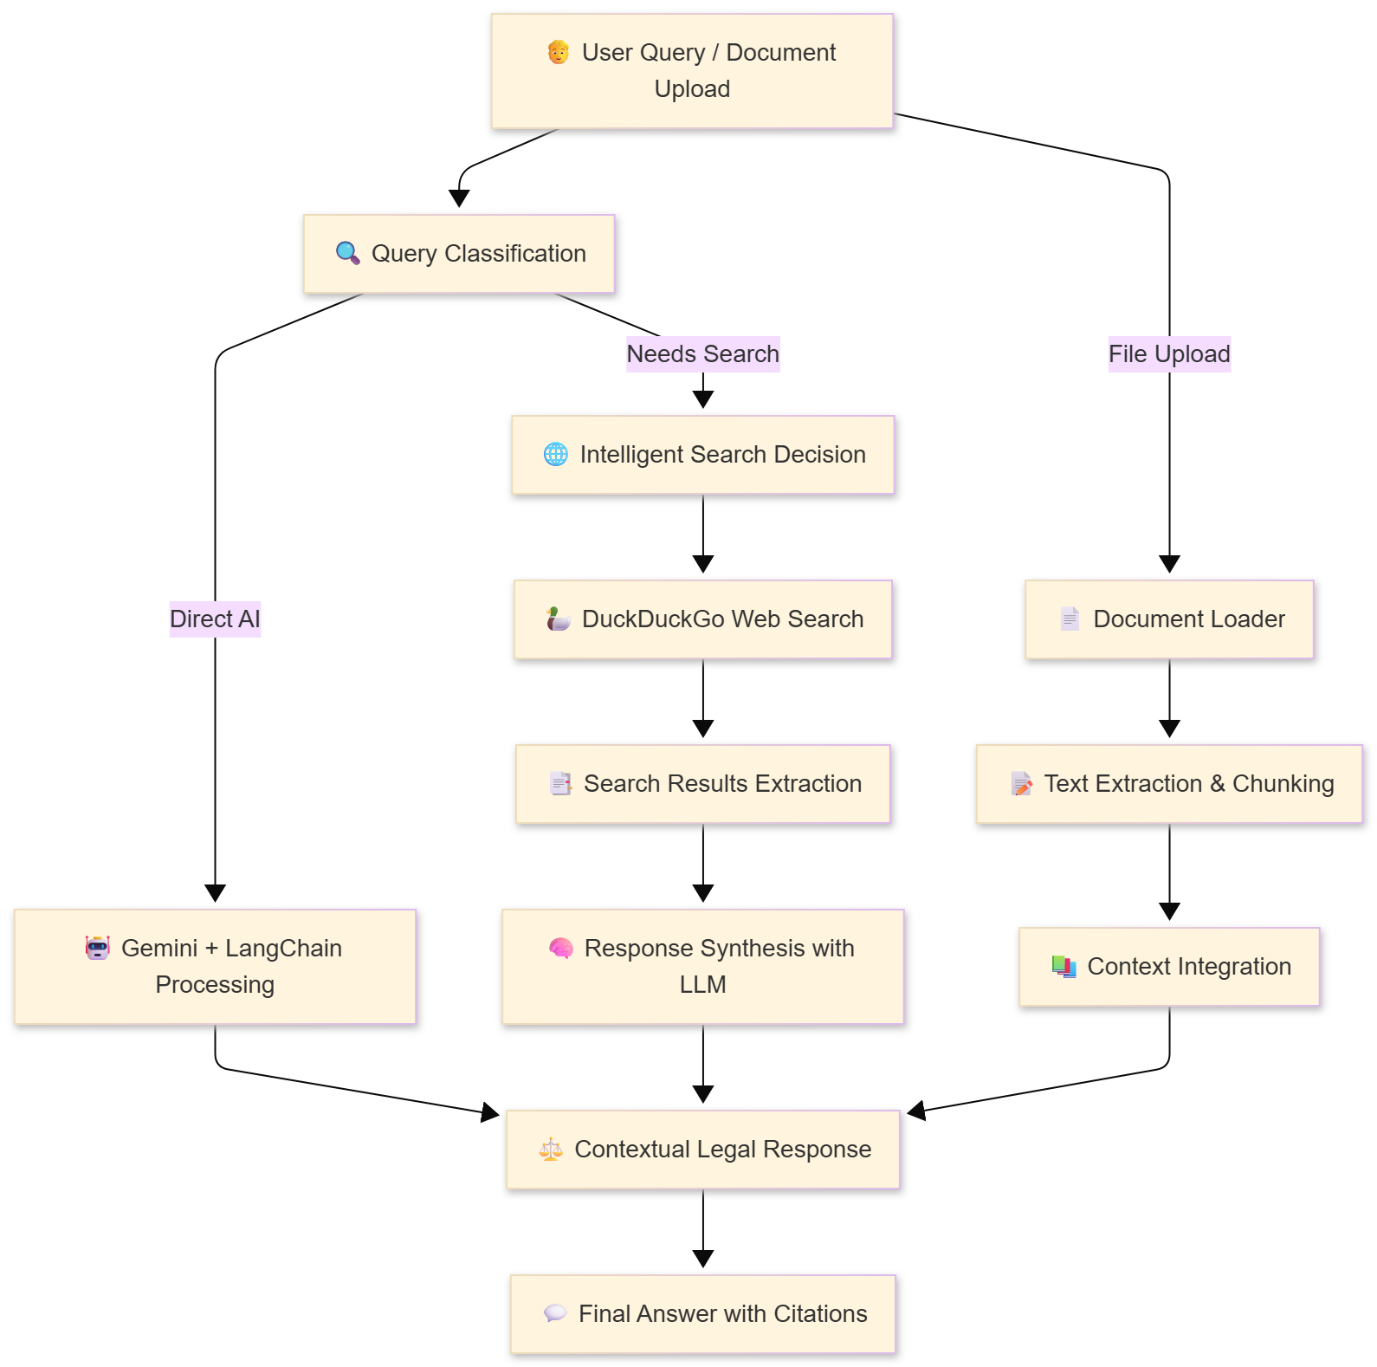 User Query / Document
Upload
Query Classification
Needs Search
File Upload
Intelligent Search Decision
Direct AI
DuckDuckGo Web Search
Document Loader
Search Results Extraction
Text Extraction & Chunking
Gemini + LangChain
Processing
Response Synthesis with
LLM
Context Integration
Contextual Legal Response
Final Answer with Citations